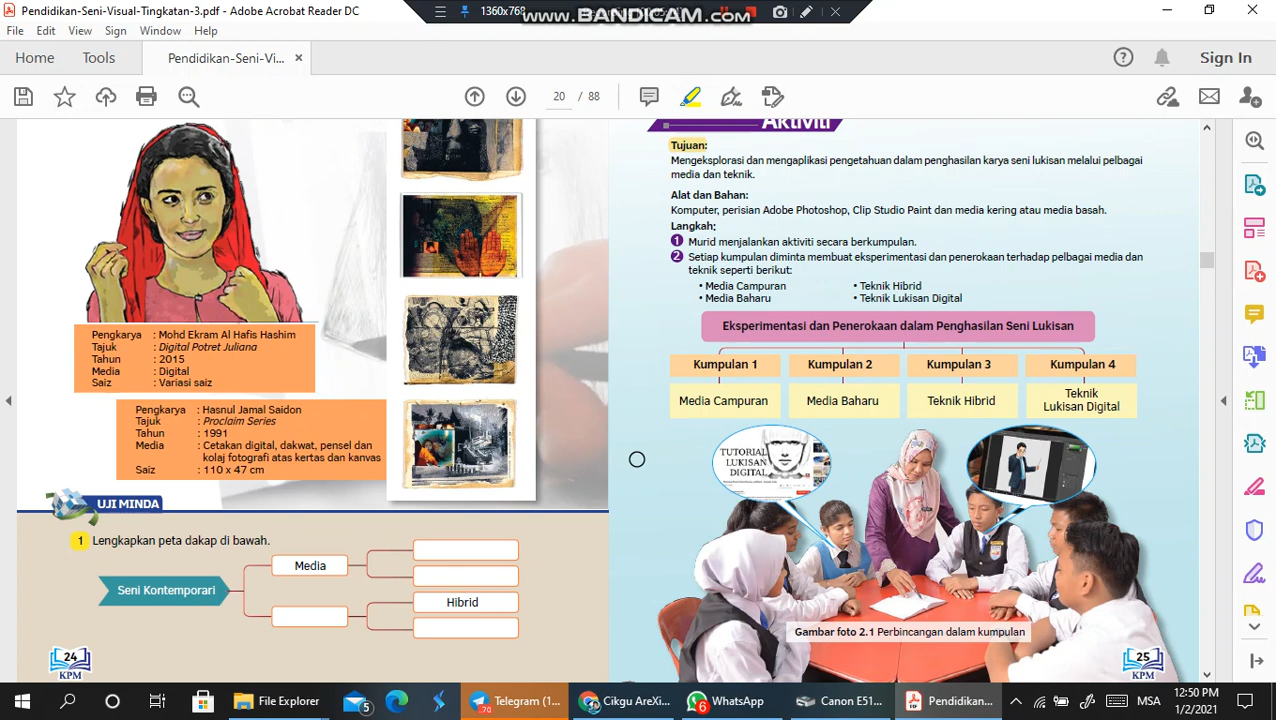 Pendidikan-Seni-Visual-Tingkatan-3.pdf - Adobe Acrobat Reader DC
1360x768
www.BANDICAM.com
File Edit View Sign Window Help
Home Tools Pendidikan-Seni-Vi... Sign In
20 / 88
Pengkarya : Mohd Ekram Al Hafis Hashim
Tajuk : Digital Potret Juliana
Tahun : 2015
Media : Digital
Saiz : Variasi saiz
Pengkarya : Hasnul Jamal Saidon
Tajuk : Proclaim Series
Tahun : 1991
Media : Cetakan digital, dakwat, pensel dan
kolaj fotografi atas kertas dan kanvas
Saiz : 110 x 47 cm
UJI MINDA
1 Lengkapkan peta dakap di bawah.
Seni Kontemporari
Media
Hibrid
24
KPM
Aktiviti
Tujuan:
Mengeksplorasi dan mengaplikasi pengetahuan dalam penghasilan karya seni lukisan melalui pelbagai
media dan teknik.
Alat dan Bahan:
Komputer, perisian Adobe Photoshop, Clip Studio Paint dan media kering atau media basah.
Langkah:
1 Murid menjalankan aktiviti secara berkumpulan.
2 Setiap kumpulan diminta membuat eksperimentasi dan penerokaan terhadap pelbagai media dan
teknik seperti berikut:
• Media Campuran • Teknik Hibrid
• Media Baharu • Teknik Lukisan Digital
Eksperimentasi dan Penerokaan dalam Penghasilan Seni Lukisan
Kumpulan 1 Kumpulan 2 Kumpulan 3 Kumpulan 4
Media Campuran Media Baharu Teknik Hibrid Teknik
Lukisan Digital
TUTORIAL
LUKISAN
DIGITAL
Gambar foto 2.1 Perbincangan dalam kumpulan
25
KPM
File Explorer 5 Telegram (1... 70 Cikgu AreXi... WhatsApp 6 Canon E51... Pendidikan... MSA
12:50 PM
1/2/2021